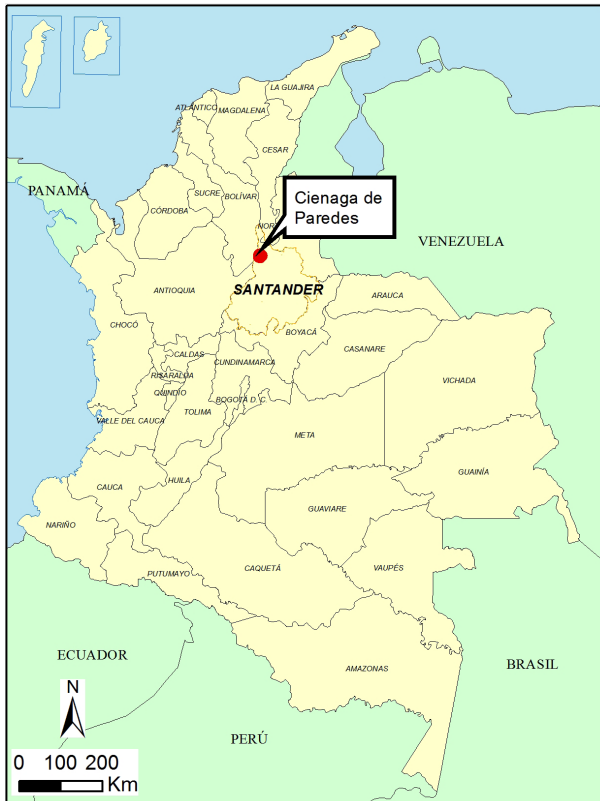 LA GUAJIRA
ATLÁNTICO
MAGDALENA
CESAR
PANAMÁ
SUCRE
BOLÍVAR
Cienaga de
Paredes
NOR
CÓRDOBA
VENEZUELA
ANTIOQUIA
SANTANDER
ARAUCA
CHOCÓ
BOYACÁ
CASANARE
CALDAS
CUNDINAMARCA
RISARALDA
VICHADA
QUINDIO
BOGOTÁ D. C.
TOLIMA
VALLE DEL CAUCA
META
GUAINÍA
HUILA
CAUCA
GUAVIARE
NARIÑO
CAQUETÁ
VAUPÉS
PUTUMAYO
ECUADOR
AMAZONAS
BRASIL
N
PERÚ
0 100 200
Km